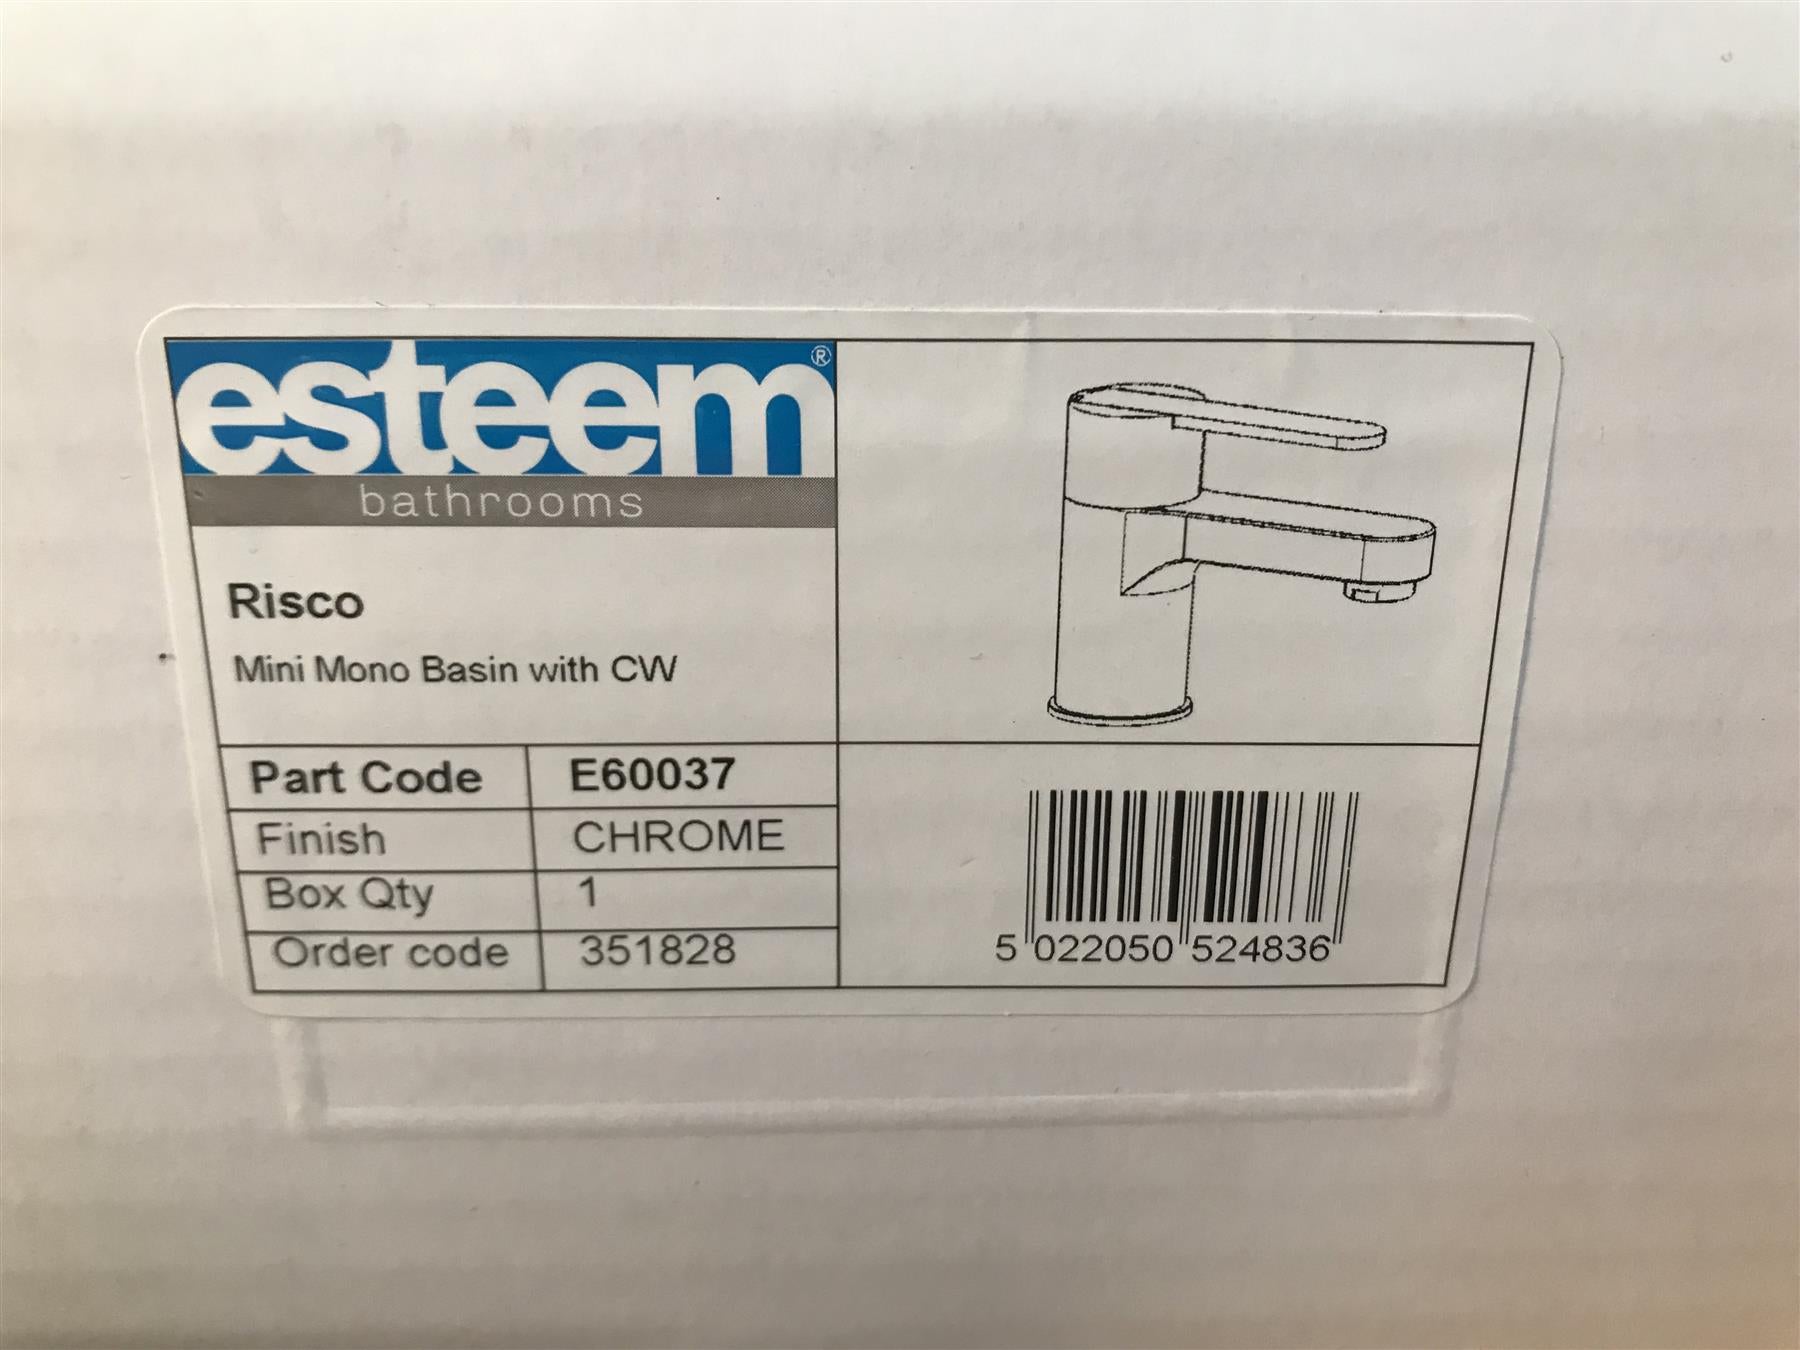 esteem®
bathrooms
Risco
Mini Mono Basin with CW
Part Code E60037
Finish CHROME
Box Qty 1
Order code 351828
5 022050 524836